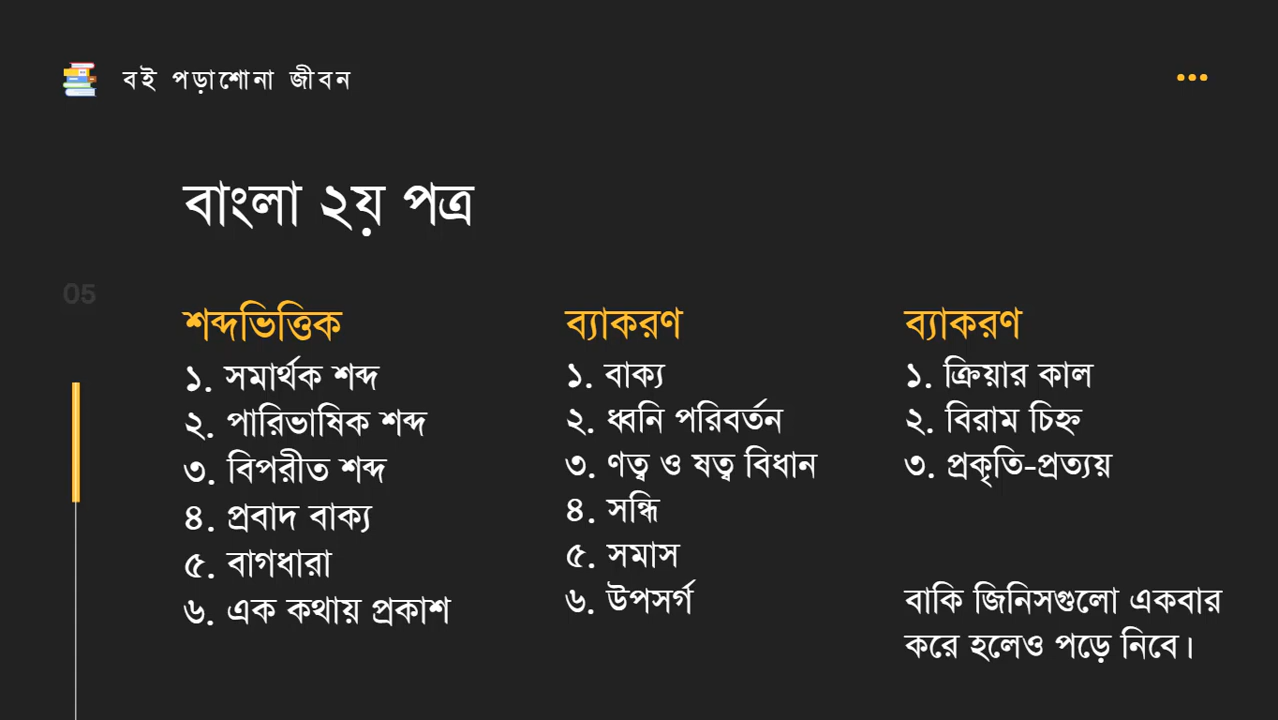 বই পড়াশোনা জীবন
বাংলা ২য় পত্র
05
শব্দভিত্তিক
১. সমার্থক শব্দ
২. পারিভাষিক শব্দ
৩. বিপরীত শব্দ
৪. প্রবাদ বাক্য
৫. বাগধারা
৬. এক কথায় প্রকাশ
ব্যাকরণ
১. বাক্য
২. ধ্বনি পরিবর্তন
৩. ণত্ব ও ষত্ব বিধান
৪. সন্ধি
৫. সমাস
৬. উপসর্গ
ব্যাকরণ
১. ক্রিয়ার কাল
২. বিরাম চিহ্ন
৩. প্রকৃতি-প্রত্যয়
বাকি জিনিসগুলো একবার
করে হলেও পড়ে নিবে।